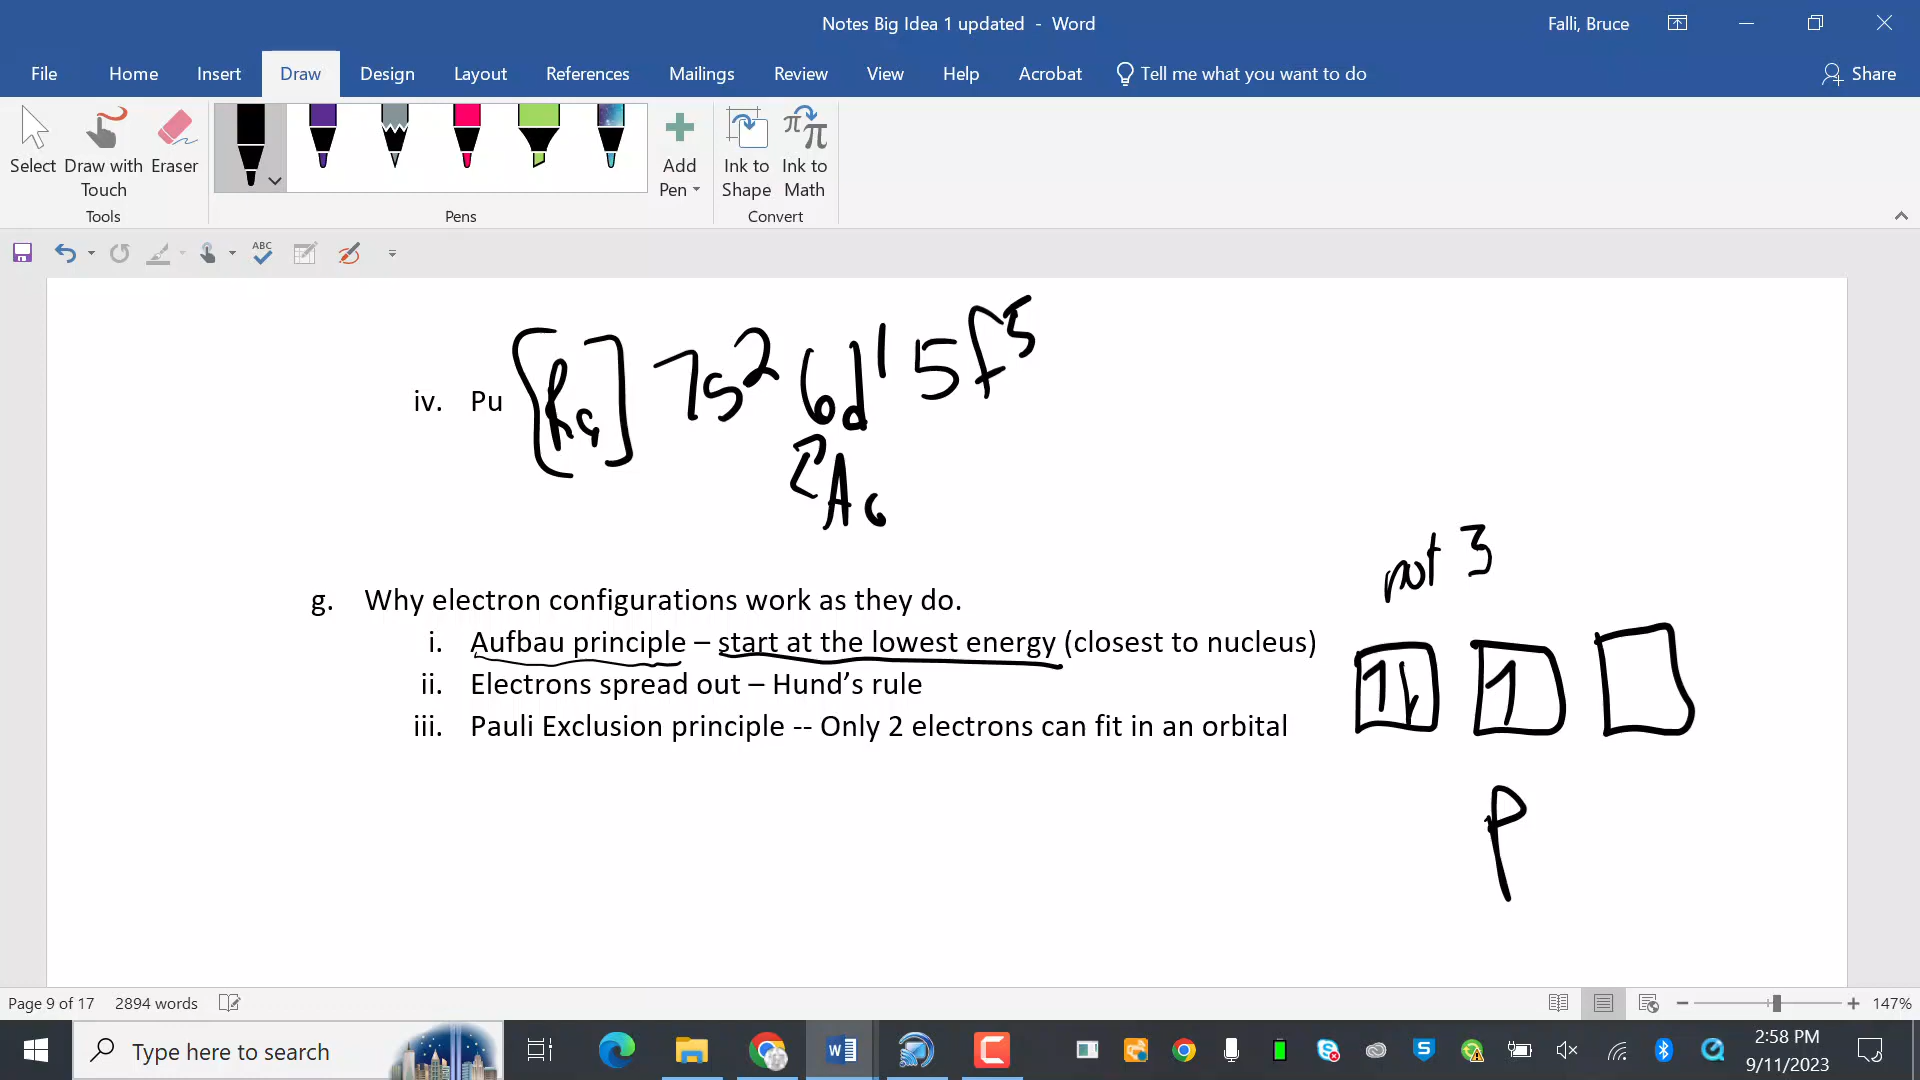 Notes Big Idea 1 updated - Word
Falli, Bruce
File Home Insert Draw Design Layout References Mailings Review View Help Acrobat Tell me what you want to do Share
Select Draw with Touch Eraser Add Pen Ink to Shape Ink to Math
Tools Pens Convert
ABC
iv. Pu [Ra] 7s² 6d¹ 5f⁵
not 3
g. Why electron configurations work as they do.
i. Aufbau principle – start at the lowest energy (closest to nucleus)
ii. Electrons spread out – Hund’s rule
iii. Pauli Exclusion principle -- Only 2 electrons can fit in an orbital
p
Page 9 of 17 2894 words 147%
Type here to search
2:58 PM
9/11/2023